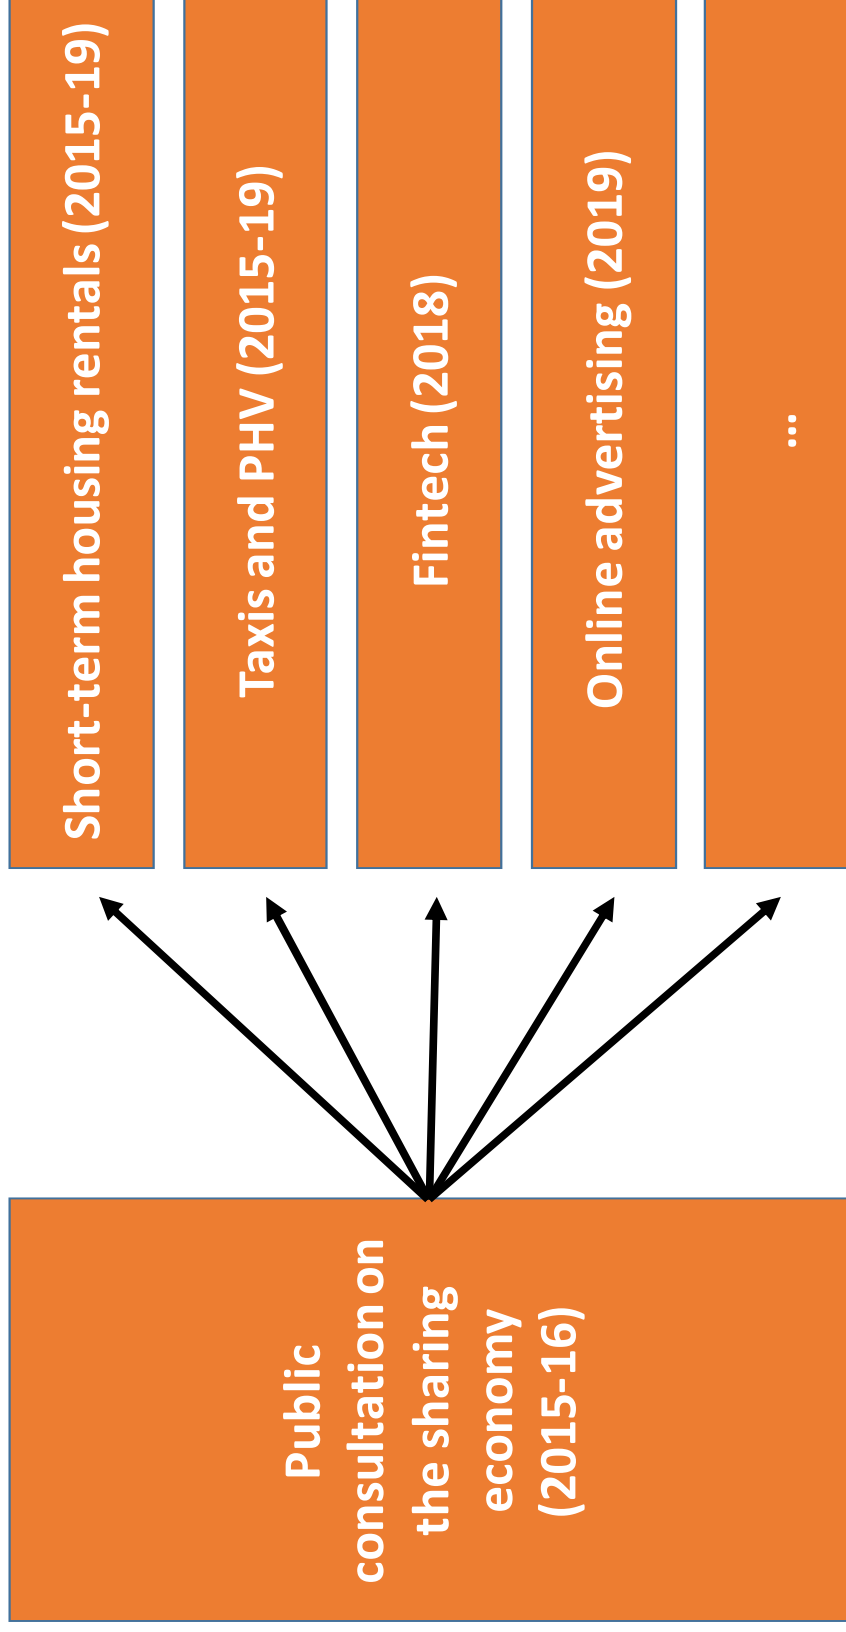 Public
consultation on
the sharing
economy
(2015-16)
Short-term housing rentals (2015-19)
Taxis and PHV (2015-19)
Fintech (2018)
Online advertising (2019)
...